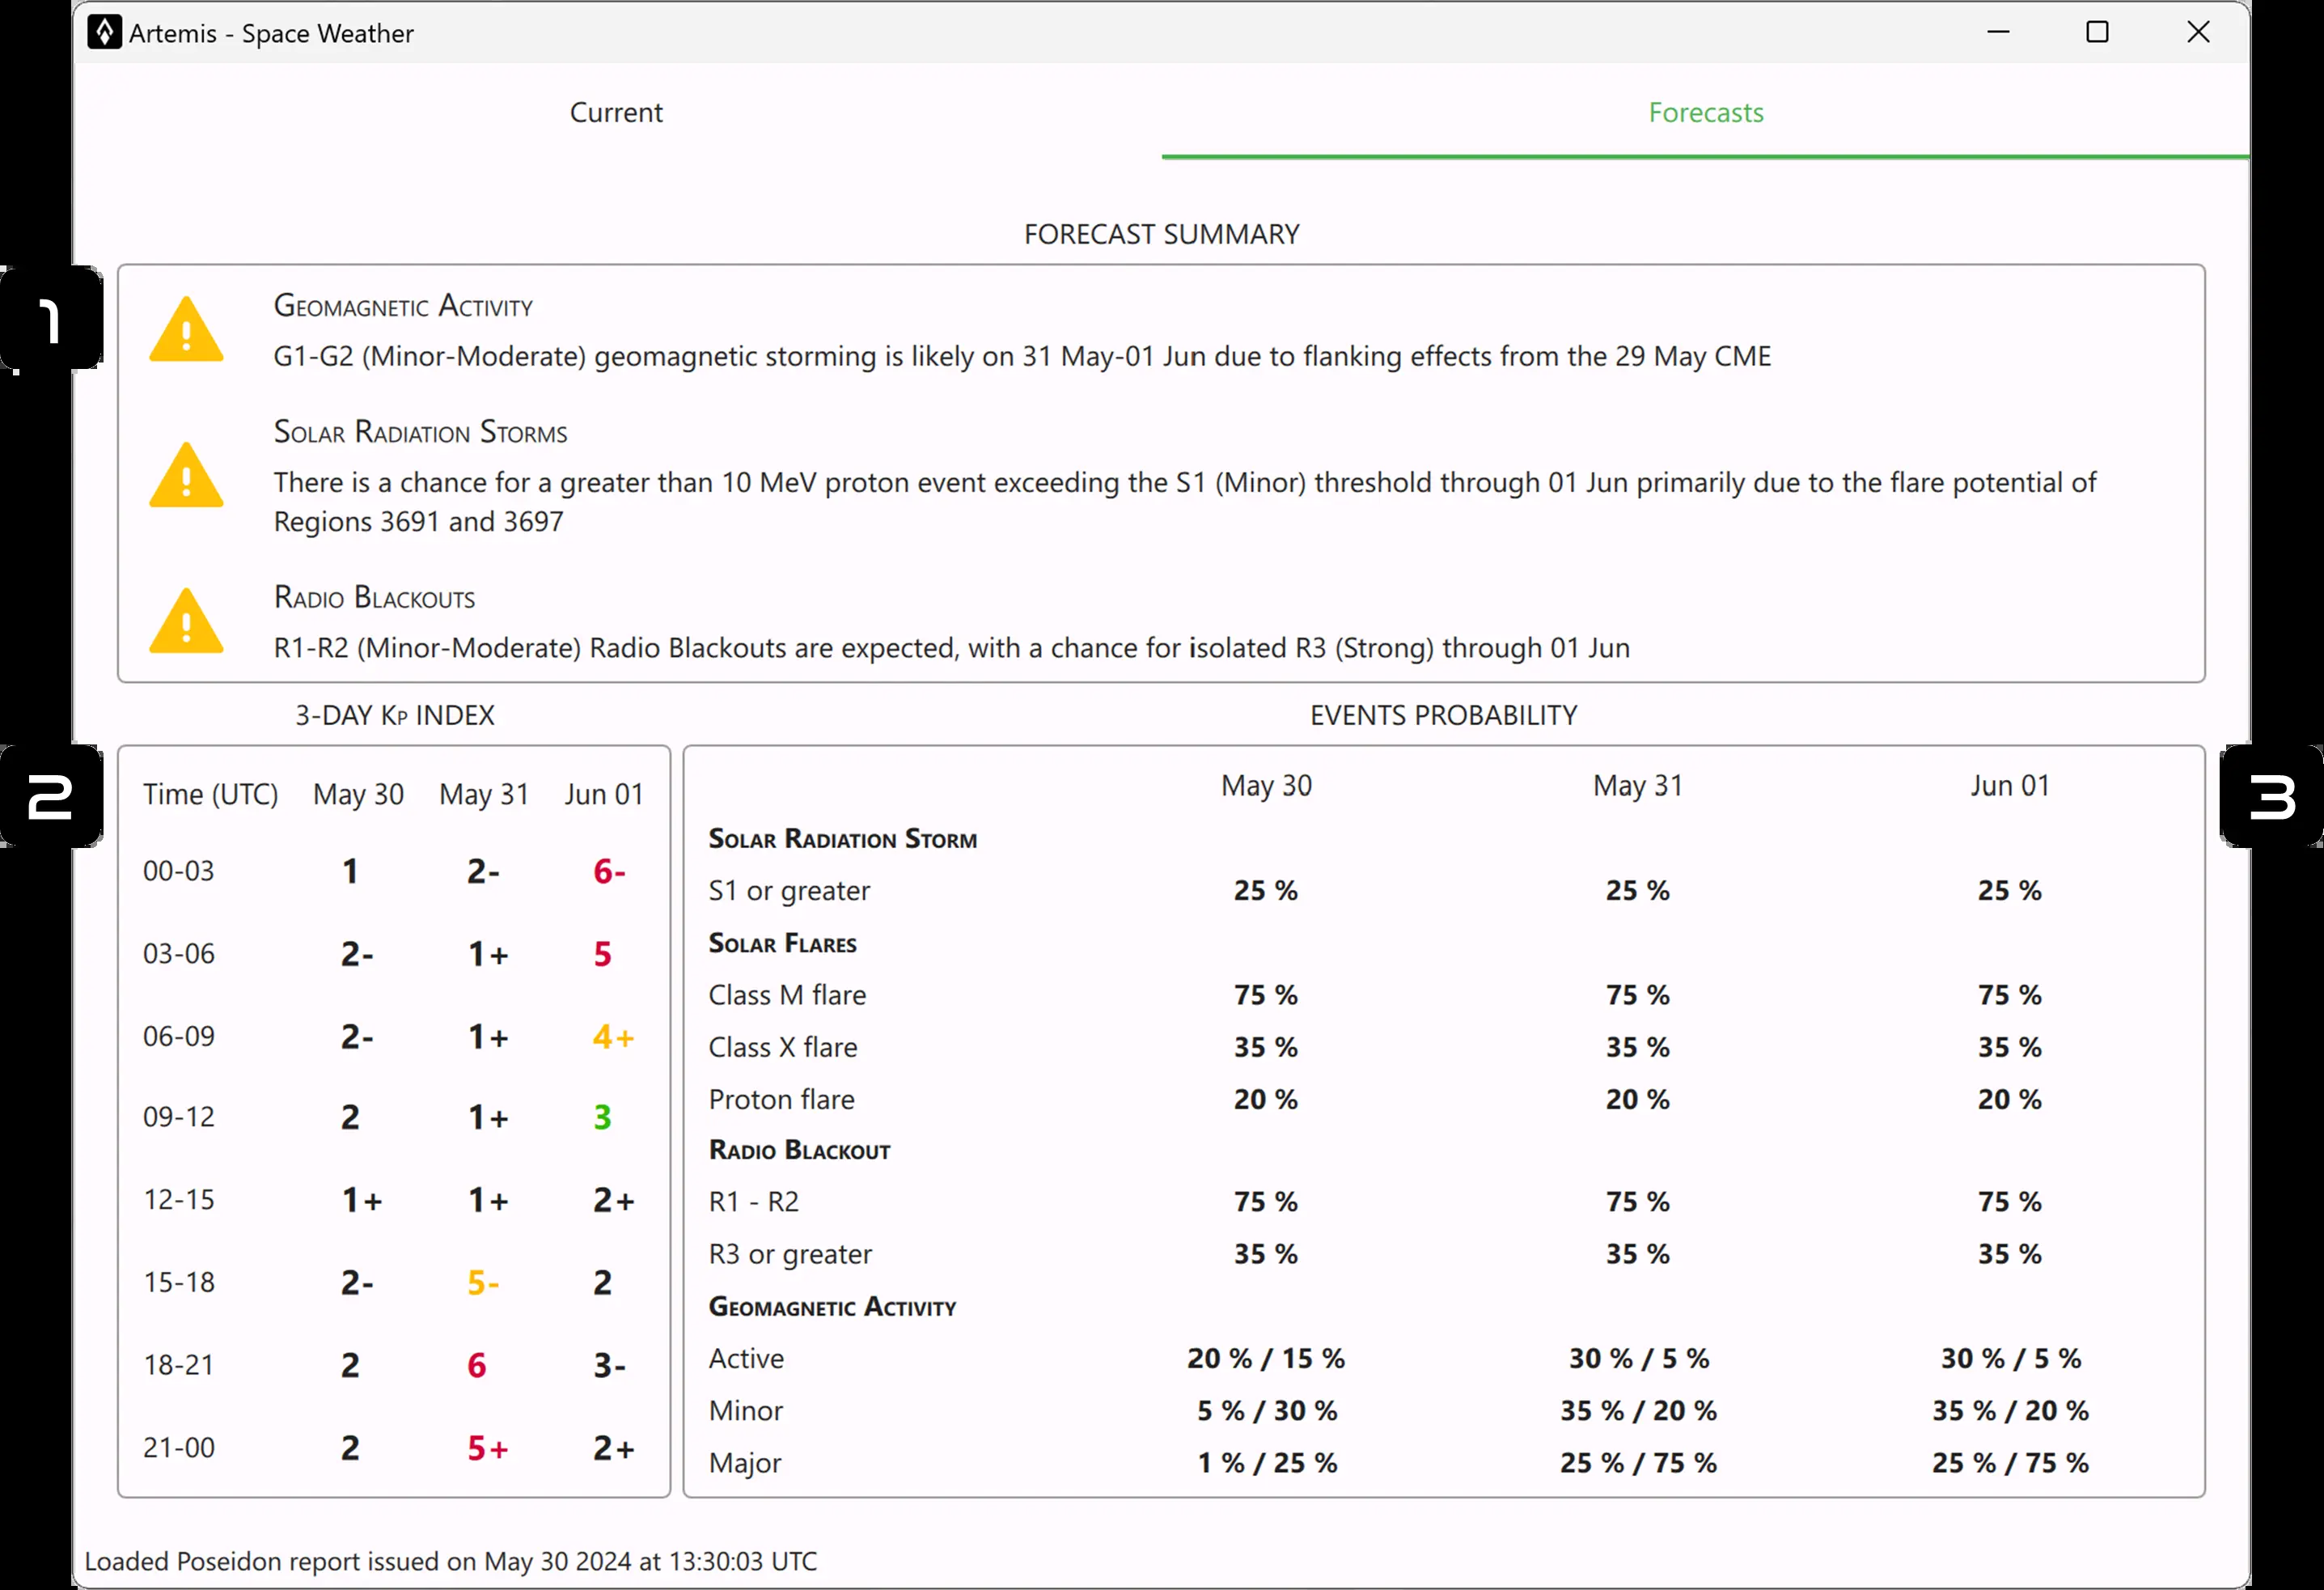 Artemis - Space Weather
Current
Forecasts
FORECAST SUMMARY
1
Geomagnetic Activity
G1-G2 (Minor-Moderate) geomagnetic storming is likely on 31 May-01 Jun due to flanking effects from the 29 May CME
Solar Radiation Storms
There is a chance for a greater than 10 MeV proton event exceeding the S1 (Minor) threshold through 01 Jun primarily due to the flare potential of
Regions 3691 and 3697
Radio Blackouts
R1-R2 (Minor-Moderate) Radio Blackouts are expected, with a chance for isolated R3 (Strong) through 01 Jun
2
3-DAY Kp INDEX
Time (UTC) May 30 May 31 Jun 01
00-03 1 2- 6-
03-06 2- 1+ 5
06-09 2- 1+ 4+
09-12 2 1+ 3
12-15 1+ 1+ 2+
15-18 2- 5- 2
18-21 2 6 3-
21-00 2 5+ 2+
3
EVENTS PROBABILITY
May 30 May 31 Jun 01
Solar Radiation Storm
S1 or greater 25 % 25 % 25 %
Solar Flares
Class M flare 75 % 75 % 75 %
Class X flare 35 % 35 % 35 %
Proton flare 20 % 20 % 20 %
Radio Blackout
R1 - R2 75 % 75 % 75 %
R3 or greater 35 % 35 % 35 %
Geomagnetic Activity
Active 20 % / 15 % 30 % / 5 % 30 % / 5 %
Minor 5 % / 30 % 35 % / 20 % 35 % / 20 %
Major 1 % / 25 % 25 % / 75 % 25 % / 75 %
Loaded Poseidon report issued on May 30 2024 at 13:30:03 UTC